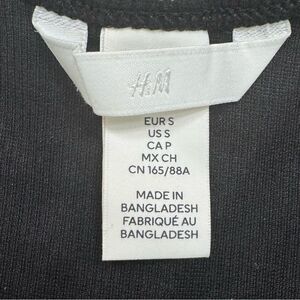 H&M
EUR S
US S
CA P
MX CH
CN 165/88A
MADE IN
BANGLADESH
FABRIQUÉ AU
BANGLADESH